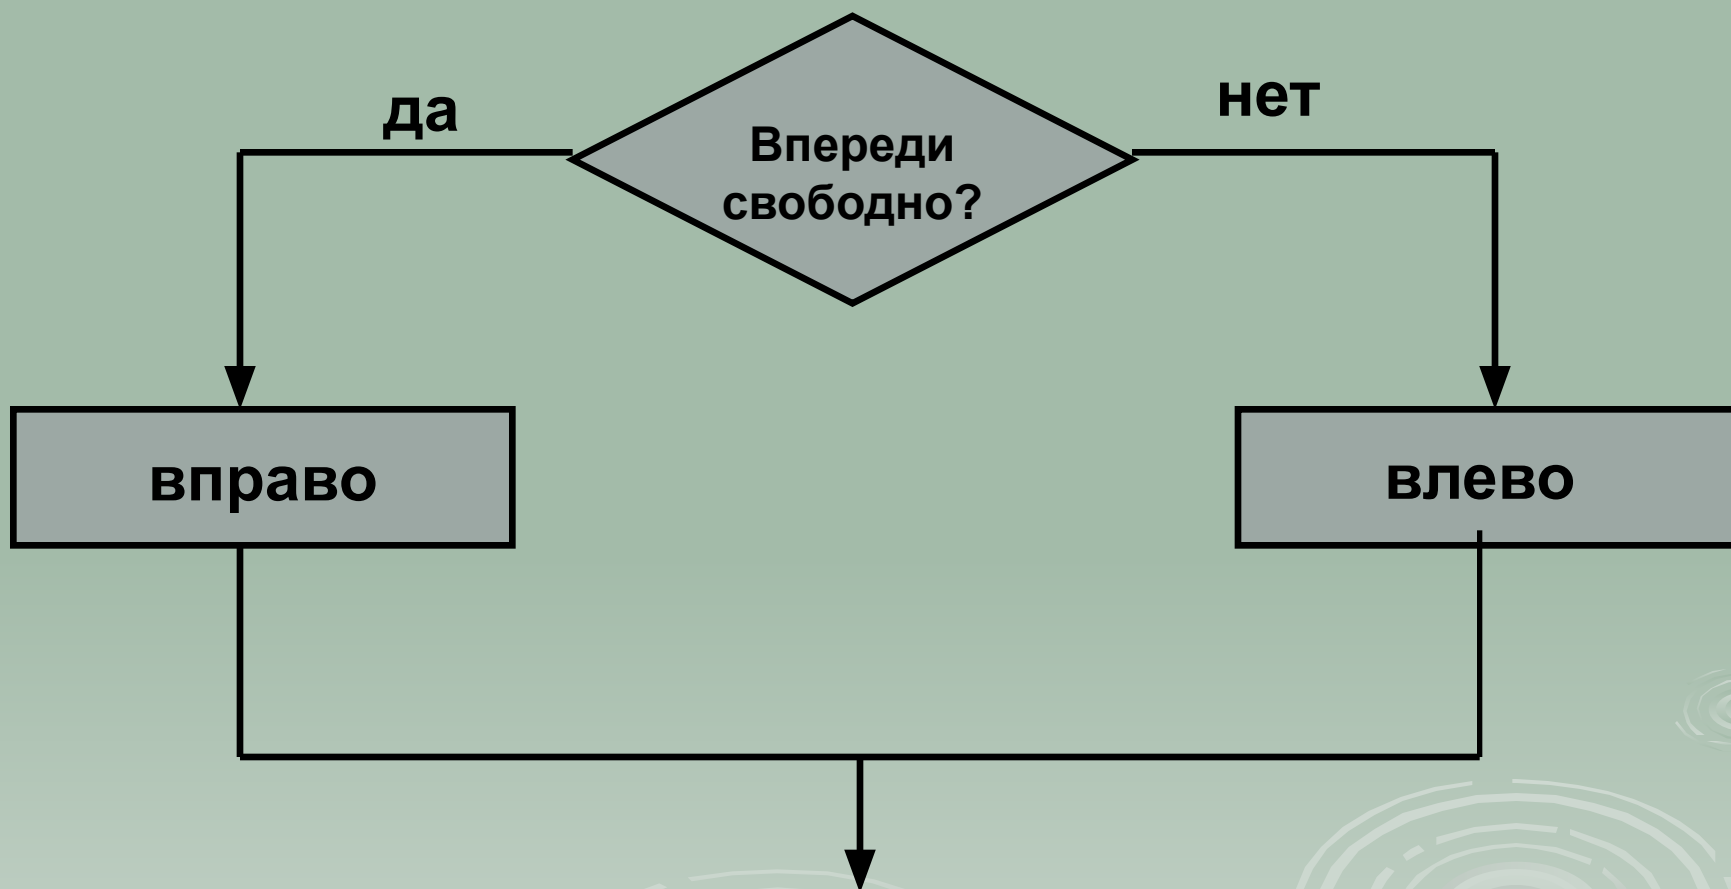 да
нет
Впереди
свободно?
вправо
влево